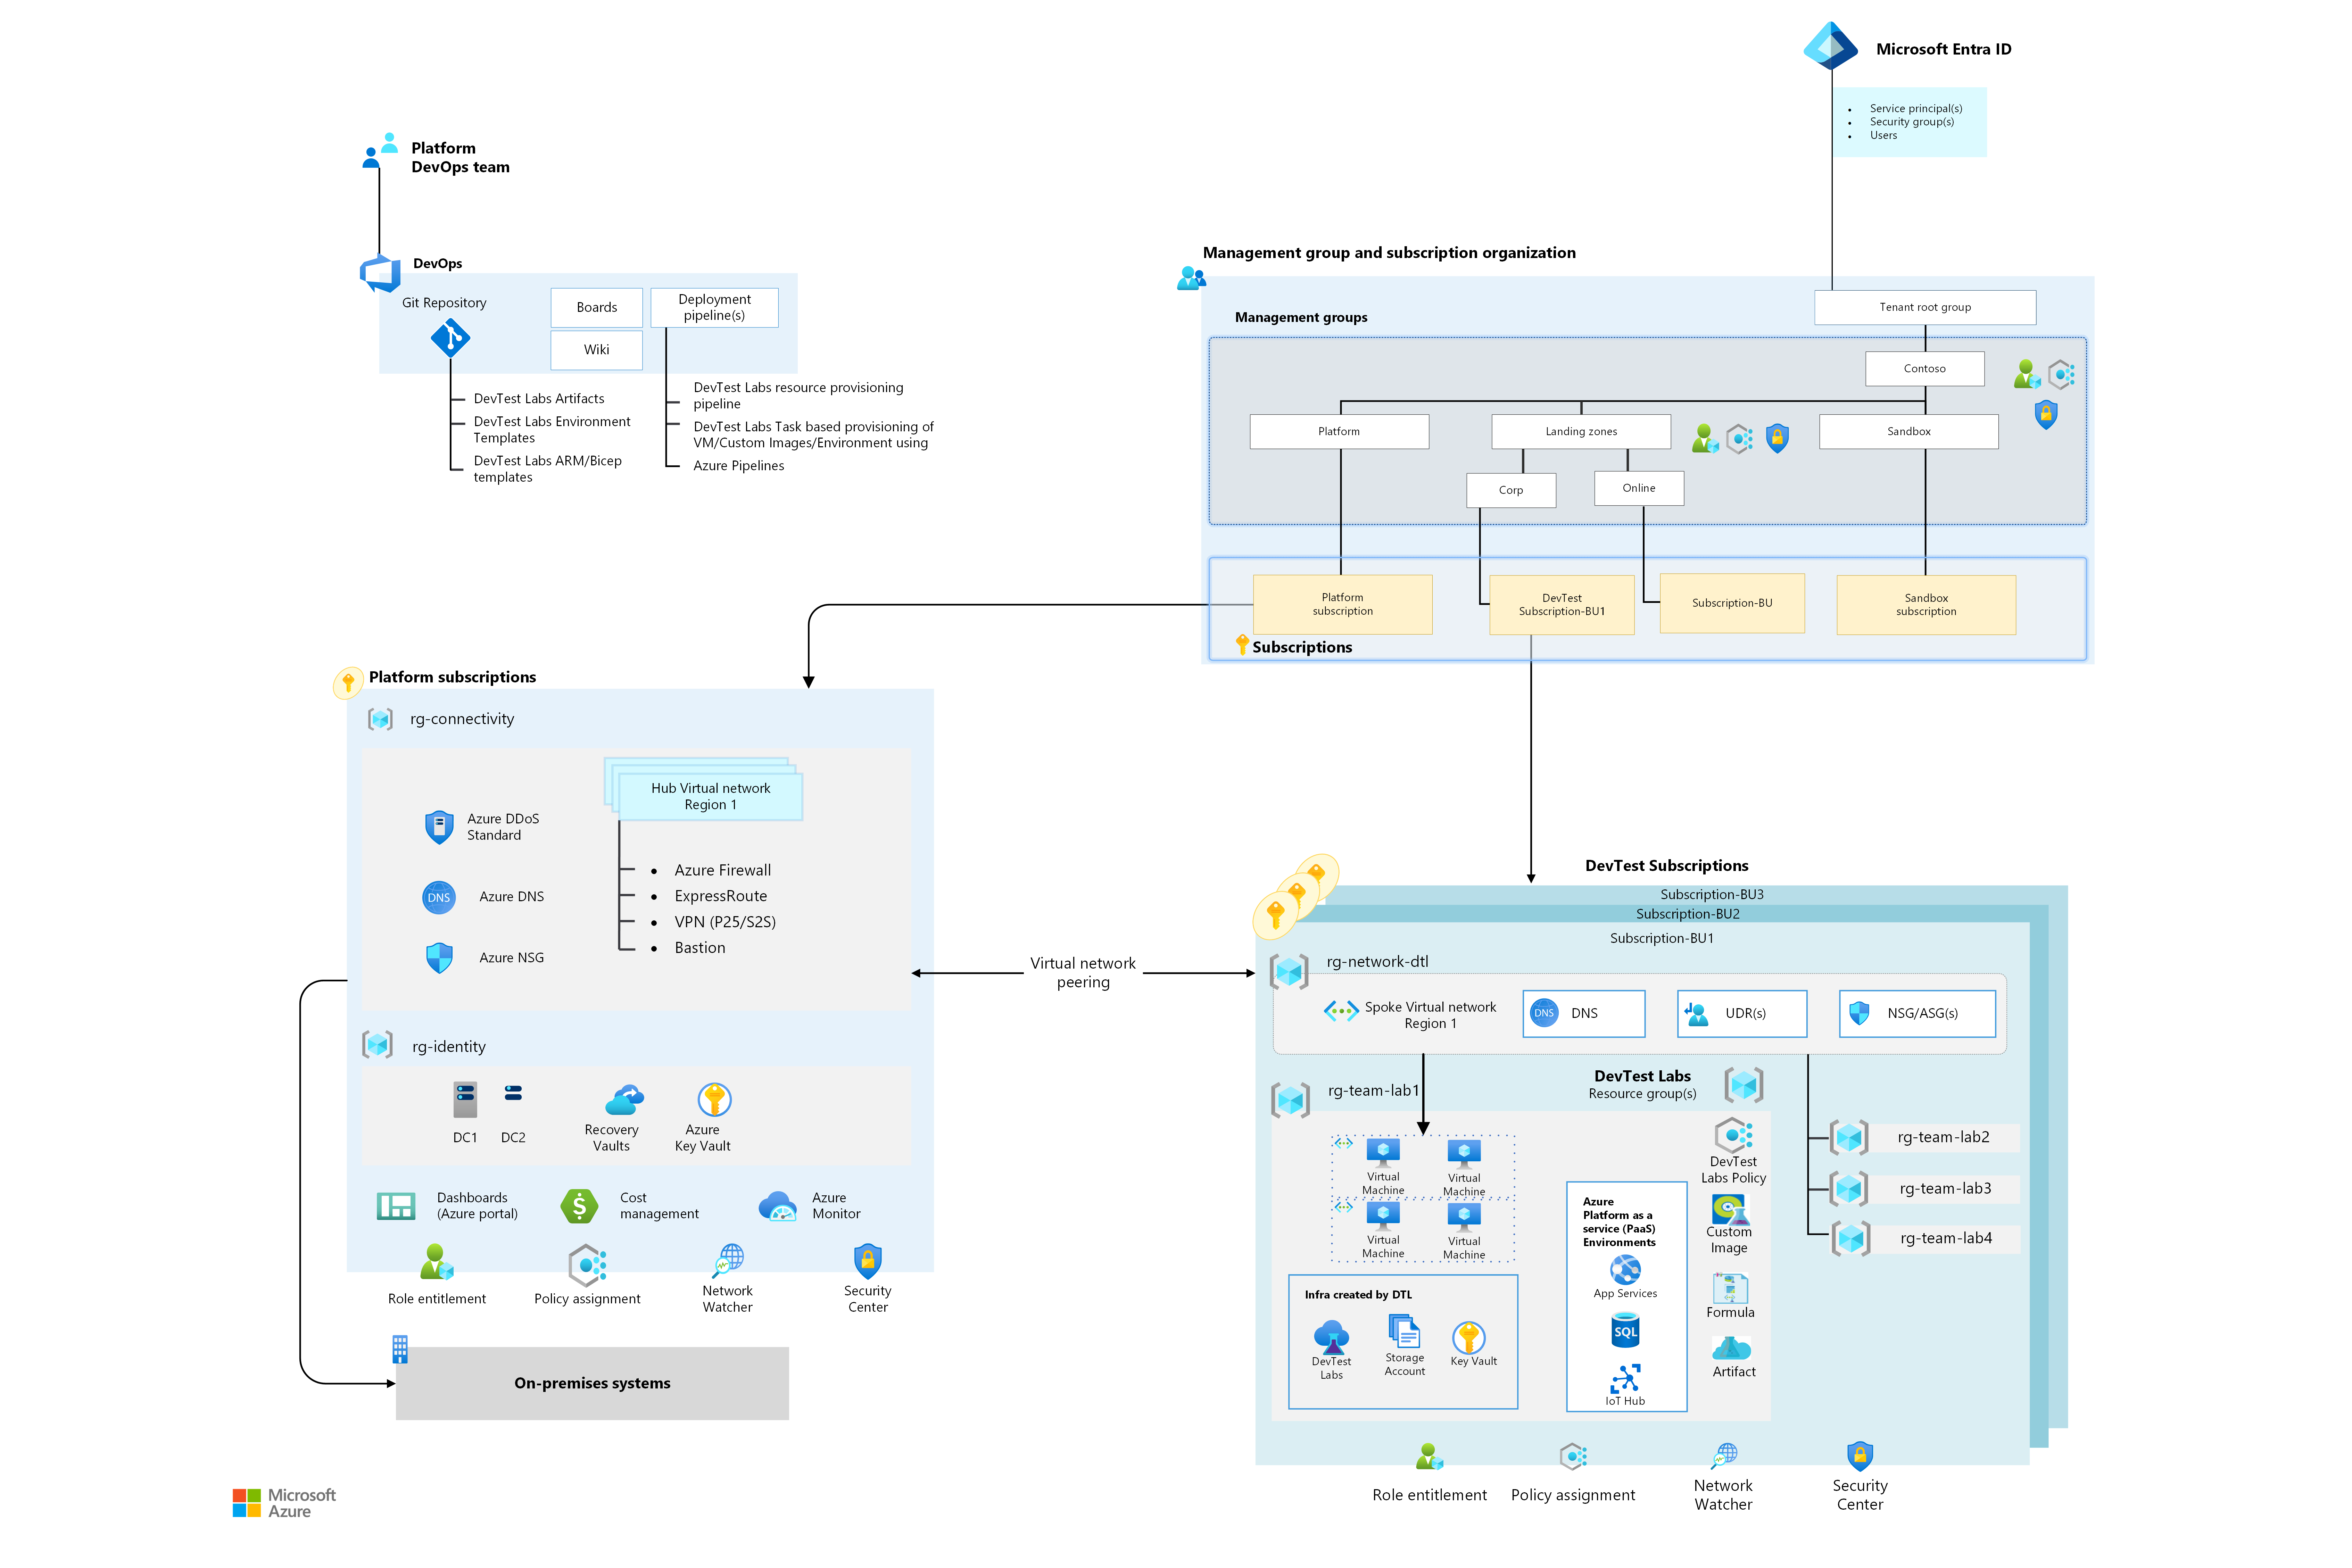 Microsoft Entra ID
• Service principal(s)
• Security group(s)
• Users
Platform
DevOps team
DevOps
Git Repository
Boards
Wiki
Deployment
pipeline(s)
DevTest Labs Artifacts
DevTest Labs Environment
Templates
DevTest Labs ARM/Bicep
templates
DevTest Labs resource provisioning
pipeline
DevTest Labs Task based provisioning of
VM/Custom Images/Environment using
Azure Pipelines
Management group and subscription organization
Management groups
Tenant root group
Contoso
Platform
Landing zones
Sandbox
Corp
Online
Platform
subscription
DevTest
Subscription-BU1
Subscription-BU
Sandbox
subscription
Subscriptions
Platform subscriptions
rg-connectivity
Hub Virtual network
Region 1
Azure DDoS
Standard
DNS
Azure DNS
Azure NSG
• Azure Firewall
• ExpressRoute
• VPN (P25/S2S)
• Bastion
rg-identity
DC1
DC2
Recovery
Vaults
Azure
Key Vault
Dashboards
(Azure portal)
$
Cost
management
Azure
Monitor
Role entitlement
Policy assignment
Network
Watcher
Security
Center
On-premises systems
Virtual network
peering
DevTest Subscriptions
Subscription-BU3
Subscription-BU2
Subscription-BU1
rg-network-dtl
Spoke Virtual network
Region 1
DNS
DNS
UDR(s)
NSG/ASG(s)
rg-team-lab1
DevTest Labs
Resource group(s)
Virtual
Machine
Virtual
Machine
Virtual
Machine
Virtual
Machine
Infra created by DTL
DevTest
Labs
Storage
Account
Key Vault
Azure
Platform as a
service (PaaS)
Environments
App Services
SQL
IoT Hub
DevTest
Labs Policy
Custom
Image
Formula
Artifact
rg-team-lab2
rg-team-lab3
rg-team-lab4
Role entitlement
Policy assignment
Network
Watcher
Security
Center
Microsoft
Azure